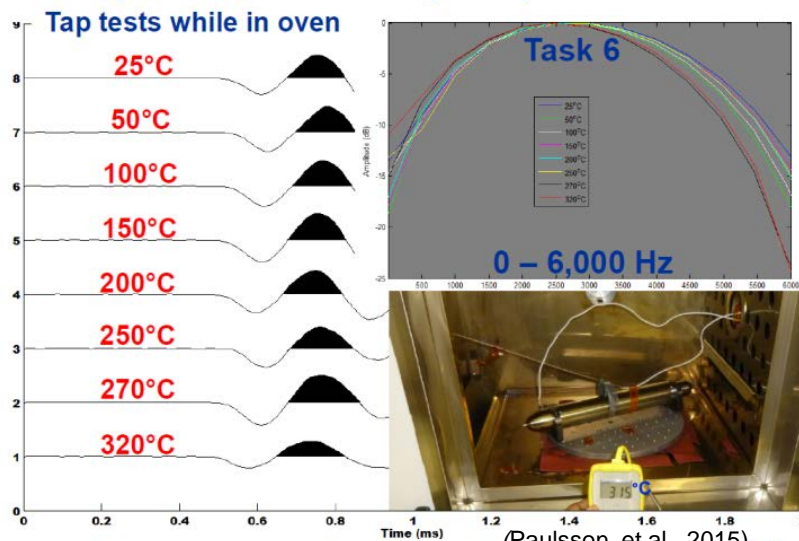 Tap tests while in oven
9
8
7
6
5
4
3
2
1
0
25°C
50°C
100°C
150°C
200°C
250°C
270°C
320°C
0 0.2 0.4 0.6 0.8 1.2 1.4 1.6 1.8
Time (ms)
Task 6
Amplitude (dB)
0
-5
-10
-15
-20
-25
25°C
50°C
100°C
150°C
200°C
250°C
270°C
320°C
0 – 6,000 Hz
500 1000 1500 2000 2500 3000 3500 4000 4500 5000 5500 6000
315°C
(Paulsson, et al., 2015)